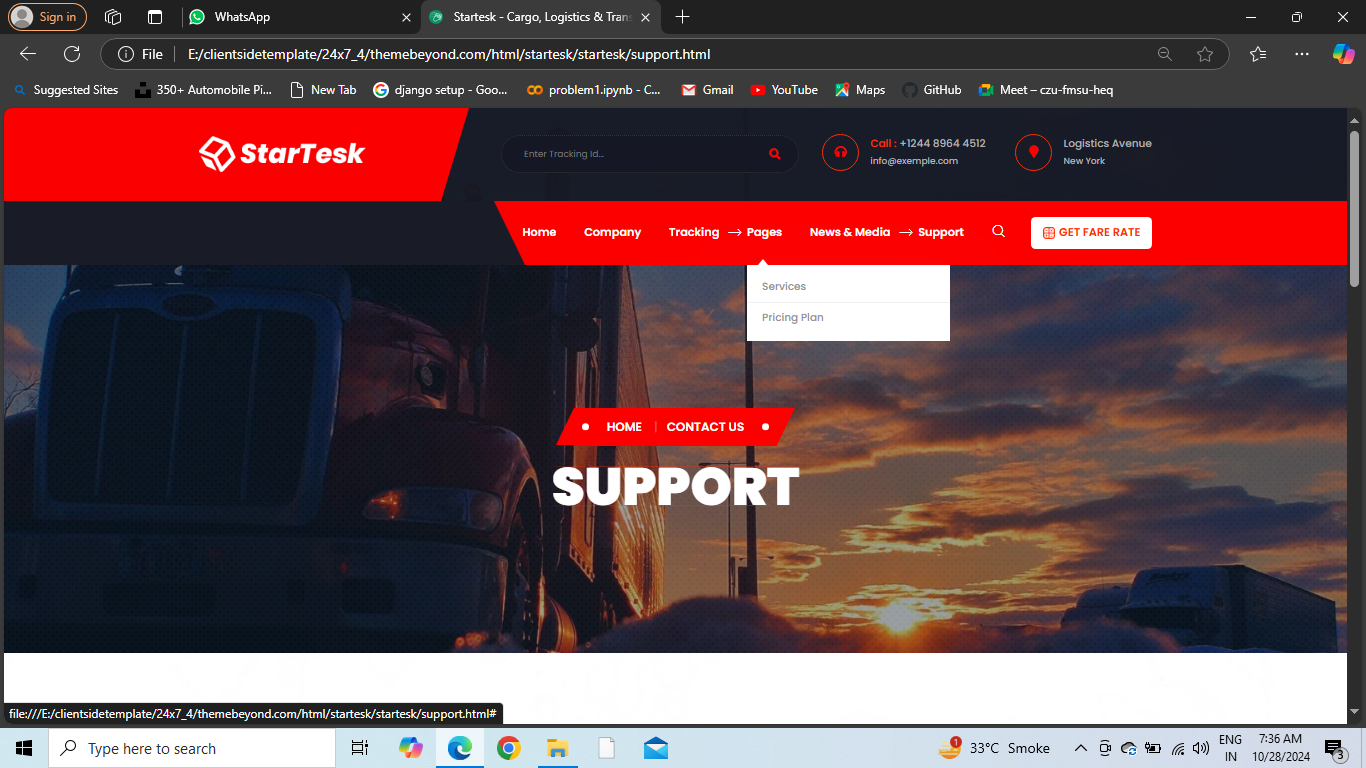 Sign in
WhatsApp
Startesk - Cargo, Logistics & Tran
File
E:/clientsidetemplate/24x7_4/themebeyond.com/html/startesk/startesk/support.html
Suggested Sites
350+ Automobile Pi...
New Tab
django setup - Goo...
problem1.ipynb - C...
Gmail
YouTube
Maps
GitHub
Meet – czu-fmsu-heq
StarTesk
Enter Tracking Id...
Call : +1244 8964 4512
info@exemple.com
Logistics Avenue
New York
Home
Company
Tracking
Pages
News & Media
Support
GET FARE RATE
Services
Pricing Plan
HOME | CONTACT US
SUPPORT
file:///E:/clientsidetemplate/24x7_4/themebeyond.com/html/startesk/startesk/support.html#
Type here to search
1
33°C Smoke
ENG
IN
7:36 AM
10/28/2024
3